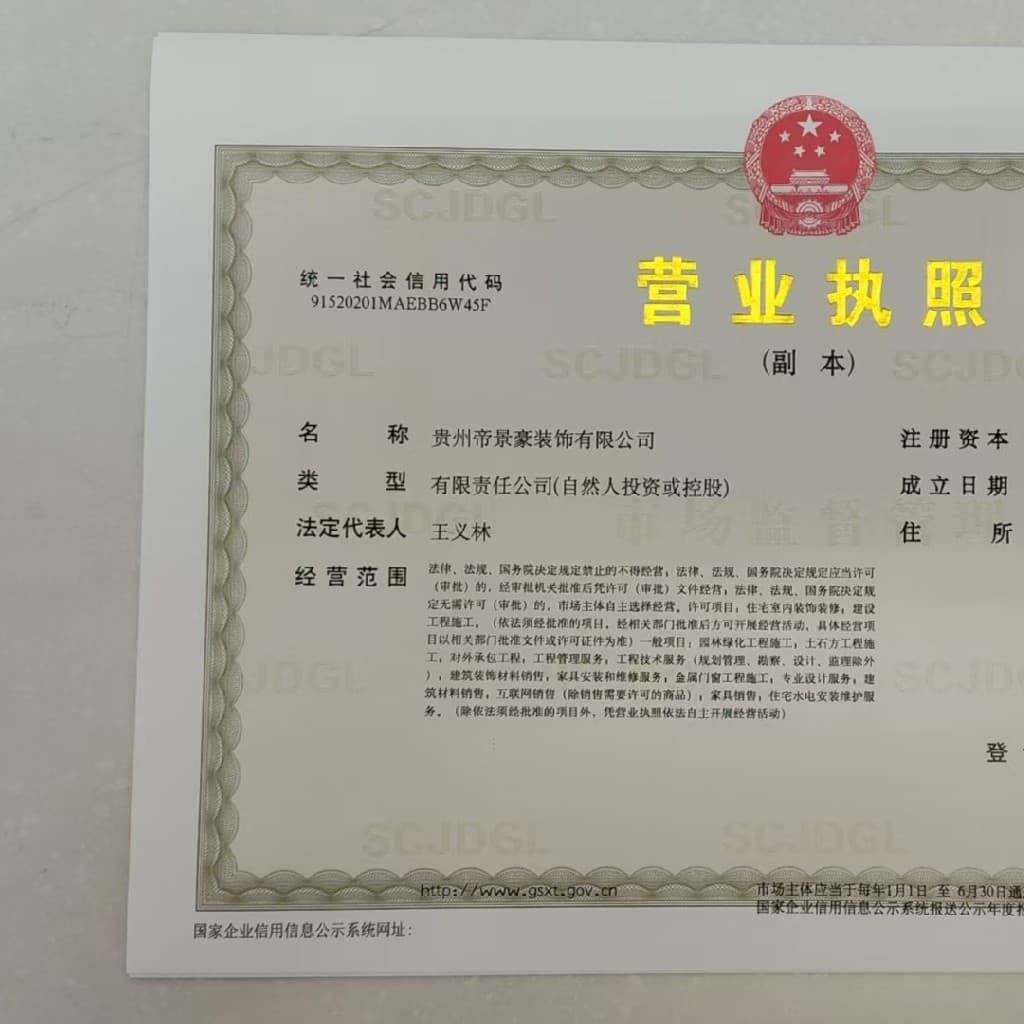 SCJDGL
统一社会信用代码
91520201MAEBB6W45F
营业执照
(副 本)
SCJDGL
名 称 贵州帝景豪装饰有限公司 注册资本
类 型 有限责任公司(自然人投资或控股) 成立日期
法定代表人 王义林 住 所
市场监督管理
经营范围 法律、法规、国务院决定规定禁止的不得经营;法律、法规、国务院决定规定应当许可
(审批)的,经审批机关批准后凭许可(审批)文件经营;法律、法规、国务院决定规
定无需许可(审批)的,市场主体自主选择经营。许可项目:住宅室内装饰装修;建设
工程施工。(依法须经批准的项目,经相关部门批准后方可开展经营活动,具体经营项
目以相关部门批准文件或许可证件为准)一般项目:园林绿化工程施工;土石方工程施
工;对外承包工程;工程管理服务;工程技术服务(规划管理、勘察、设计、监理除外
);建筑装饰材料销售;家具安装和维修服务;金属门窗工程施工;专业设计服务;建
筑材料销售;互联网销售(除销售需要许可的商品);家具销售;住宅水电安装维护服
务。(除依法须经批准的项目外,凭营业执照依法自主开展经营活动)
登
SCJDGL SCJDGL
http://www.gsxt.gov.cn
市场主体应当于每年1月1日 至 6月30日通
国家企业信用信息公示系统报送公示年度
国家企业信用信息公示系统网址: